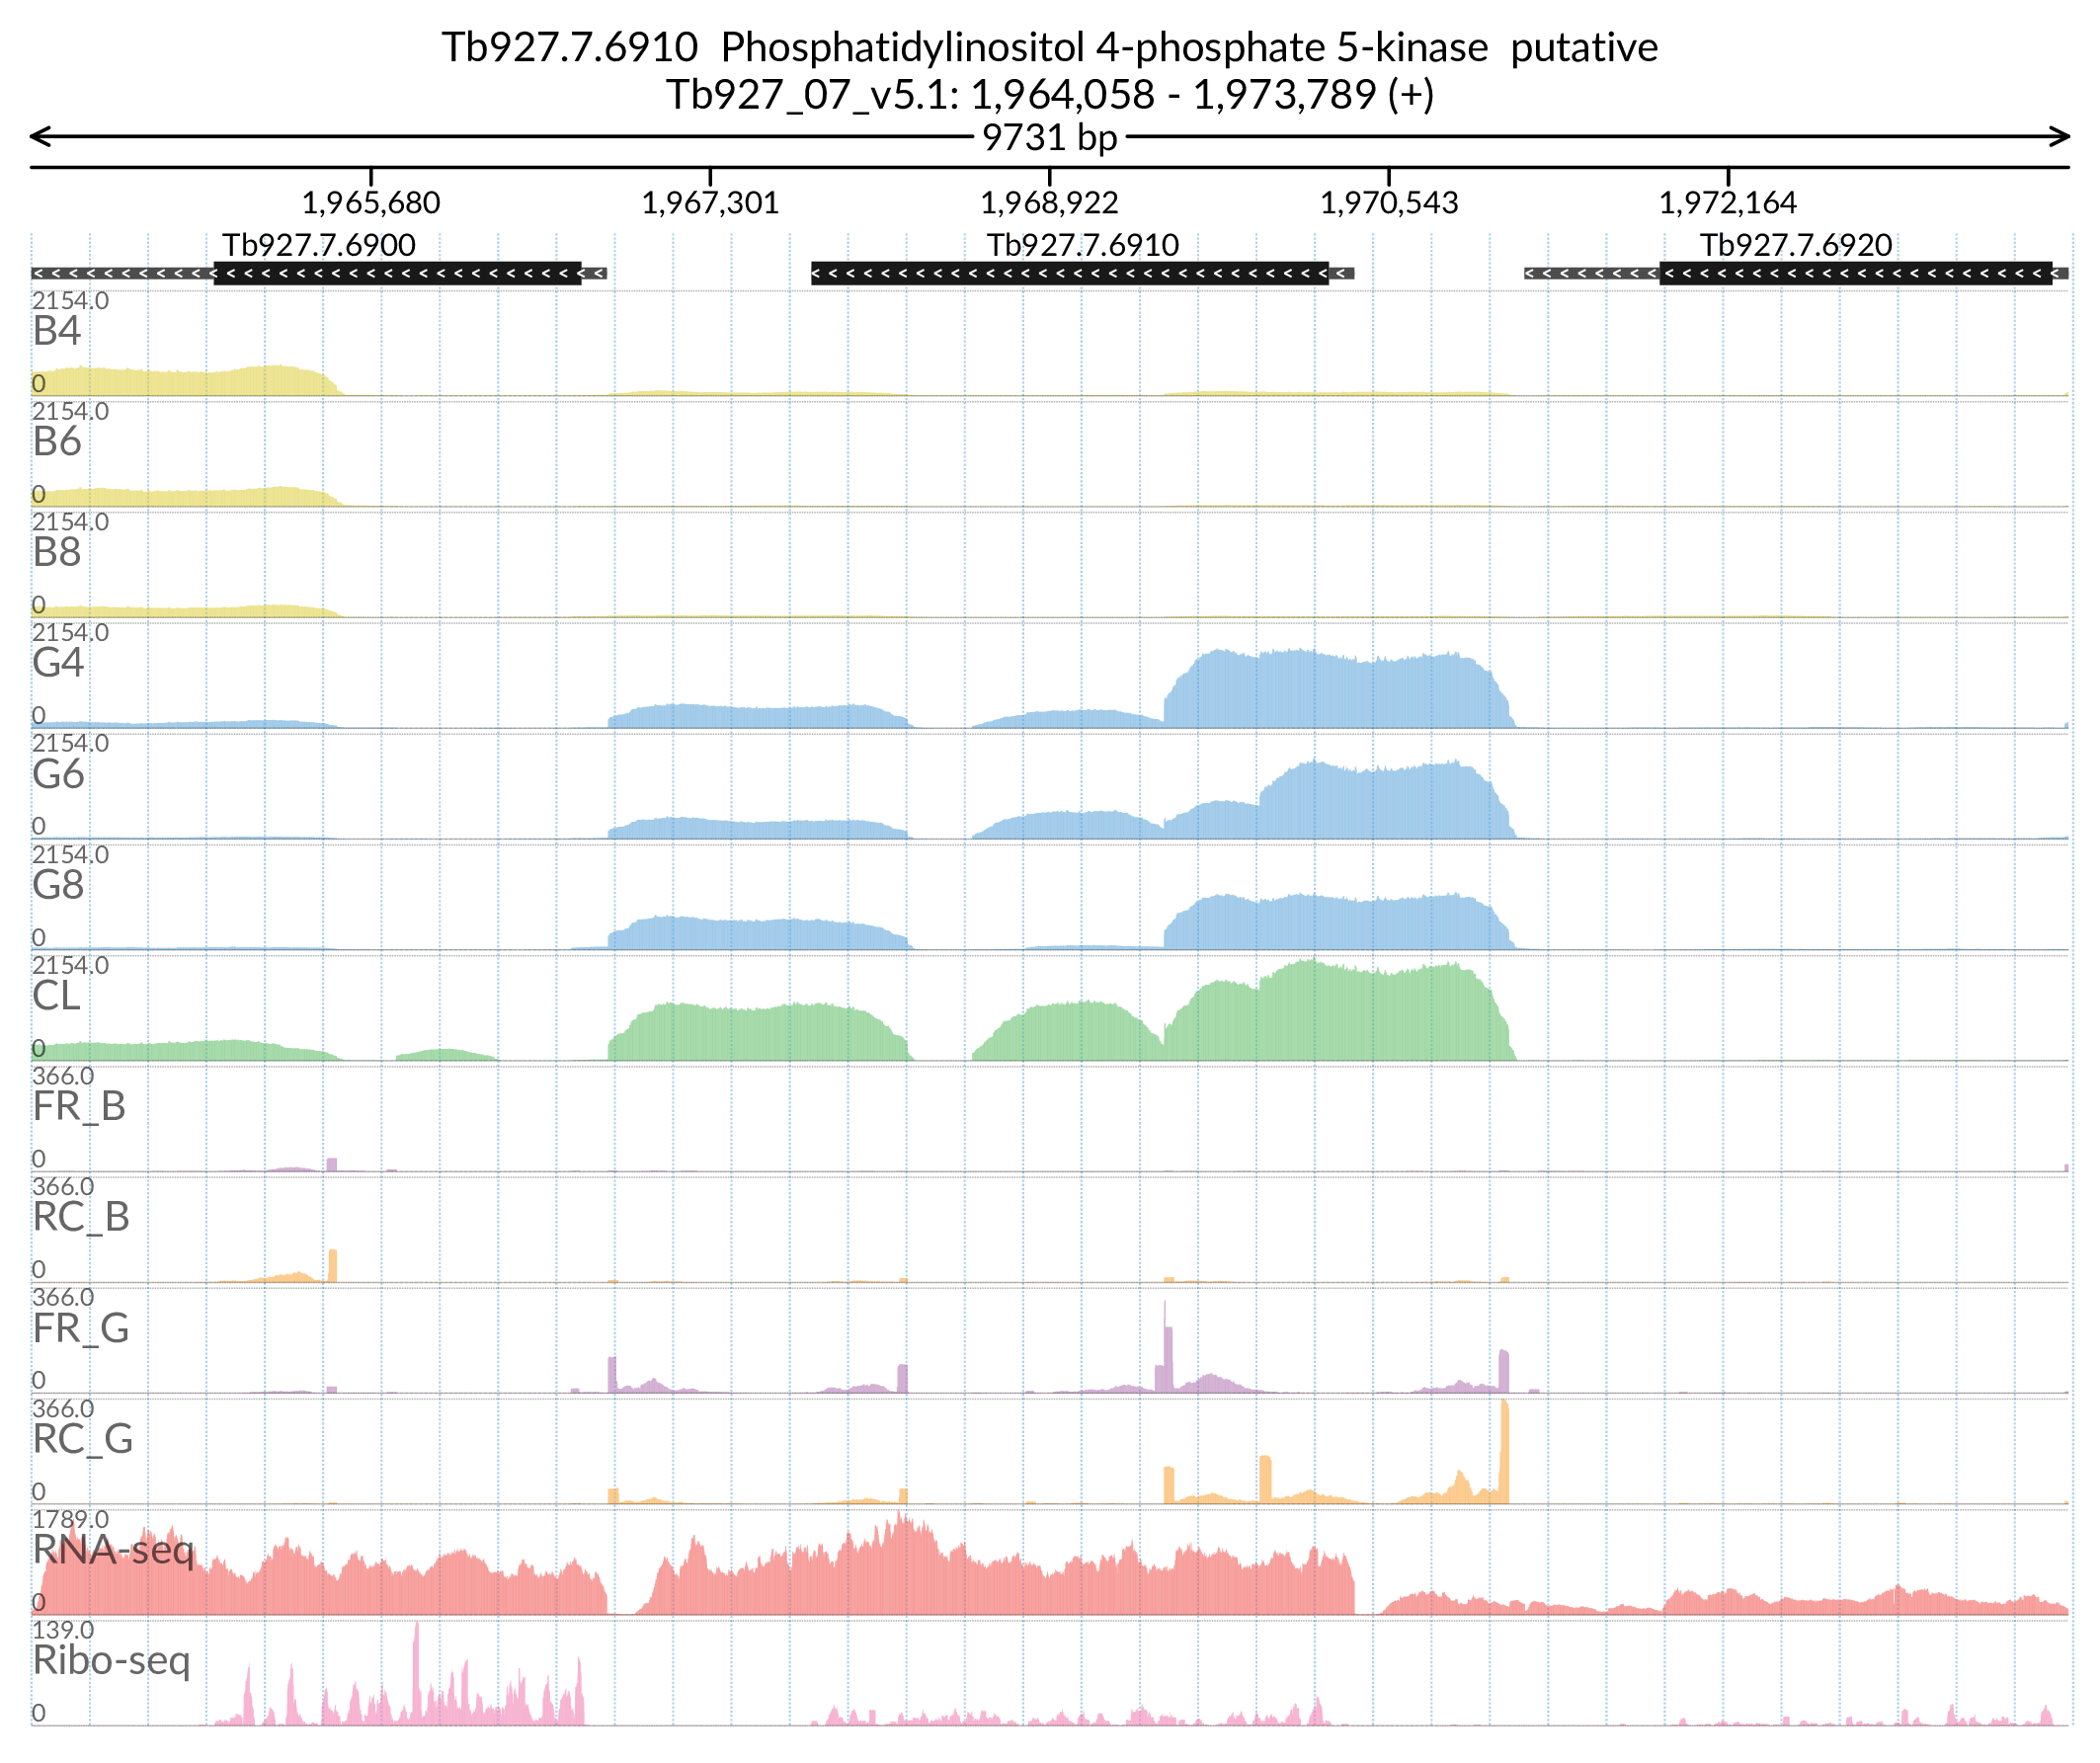 Tb927.7.6910 Phosphatidylinositol 4-phosphate 5-kinase putative
Tb927_07_v5.1: 1,964,058 - 1,973,789 (+)
9731 bp
1,965,680 1,967,301 1,968,922 1,970,543 1,972,164
Tb927.7.6900 Tb927.7.6910 Tb927.7.6920
2154.0
B4
0
2154.0
B6
0
2154.0
B8
0
2154.0
G4
0
2154.0
G6
0
2154.0
G8
0
2154.0
CL
0
366.0
FR_B
0
366.0
RC_B
0
366.0
FR_G
0
366.0
RC_G
0
1789.0
RNA-seq
0
139.0
Ribo-seq
0